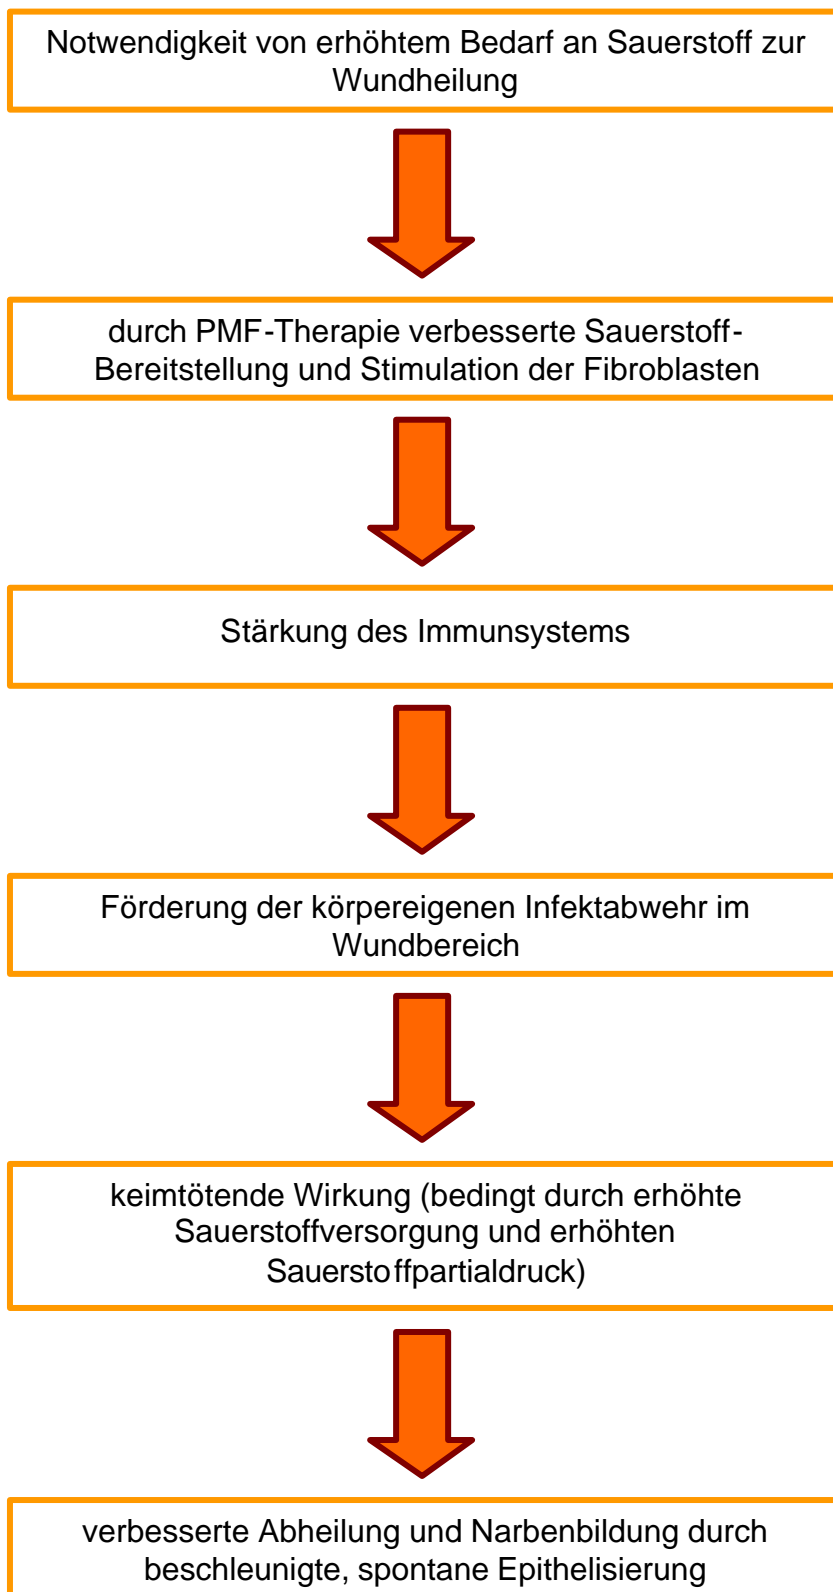 Notwendigkeit von erhöhtem Bedarf an Sauerstoff zur
Wundheilung
durch PMF-Therapie verbesserte Sauerstoff-
Bereitstellung und Stimulation der Fibroblasten
Stärkung des Immunsystems
Förderung der körpereigenen Infektabwehr im
Wundbereich
keimtötende Wirkung (bedingt durch erhöhte
Sauerstoffversorgung und erhöhten
Sauerstoffpartialdruck)
verbesserte Abheilung und Narbenbildung durch
beschleunigte, spontane Epithelisierung